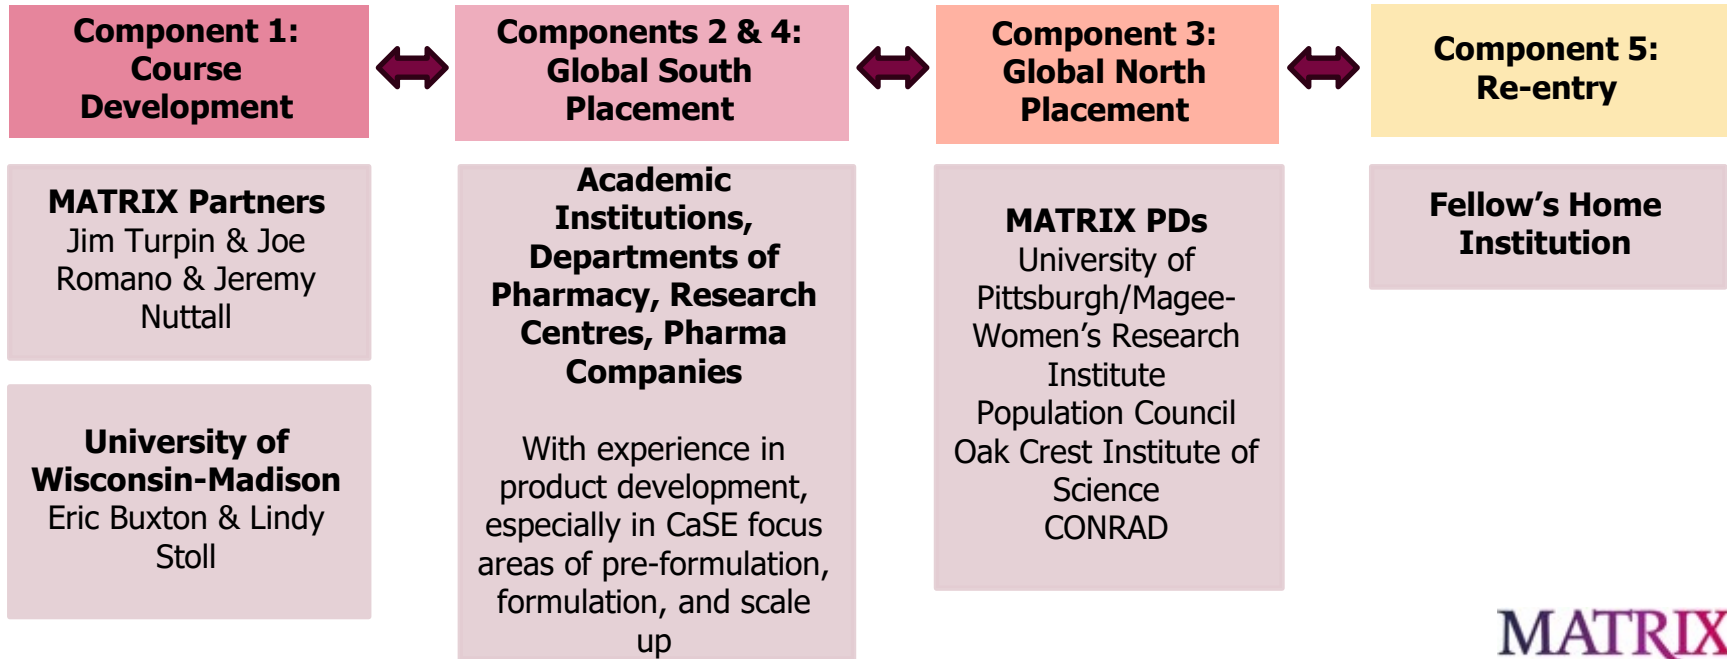 Component 1:
Course
Development
Components 2 & 4:
Global South
Placement
Component 3:
Global North
Placement
Component 5:
Re-entry
MATRIX Partners
Jim Turpin & Joe
Romano & Jeremy
Nuttall
University of
Wisconsin-Madison
Eric Buxton & Lindy
Stoll
Academic
Institutions,
Departments of
Pharmacy, Research
Centres, Pharma
Companies
With experience in
product development,
especially in CaSE focus
areas of pre-formulation,
formulation, and scale
up
MATRIX PDs
University of
Pittsburgh/Magee-
Women’s Research
Institute
Population Council
Oak Crest Institute of
Science
CONRAD
Fellow’s Home
Institution
MATRIX